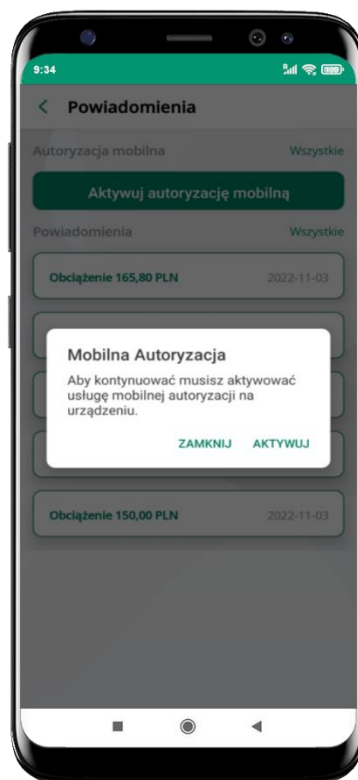 9:34
Powiadomienia
Autoryzacja mobilna Wszystkie
Aktywuj autoryzację mobilną
Powiadomienia Wszystkie
Obciążenie 165,80 PLN 2022-11-03
Mobilna Autoryzacja
Aby kontynuować musisz aktywować
usługę mobilnej autoryzacji na
urządzeniu.
ZAMKNIJ AKTYWUJ
Obciążenie 150,00 PLN 2022-11-03